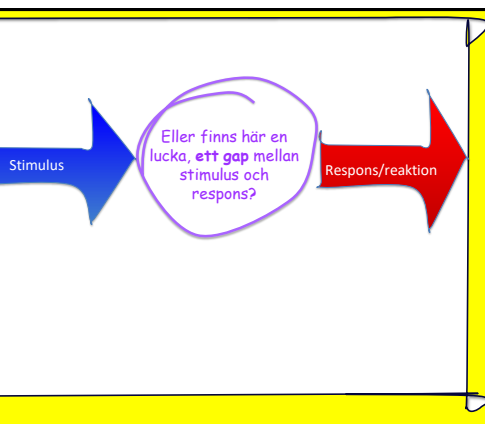 Stimulus
Eller finns här en
lucka, ett gap mellan
stimulus och
respons?
Respons/reaktion